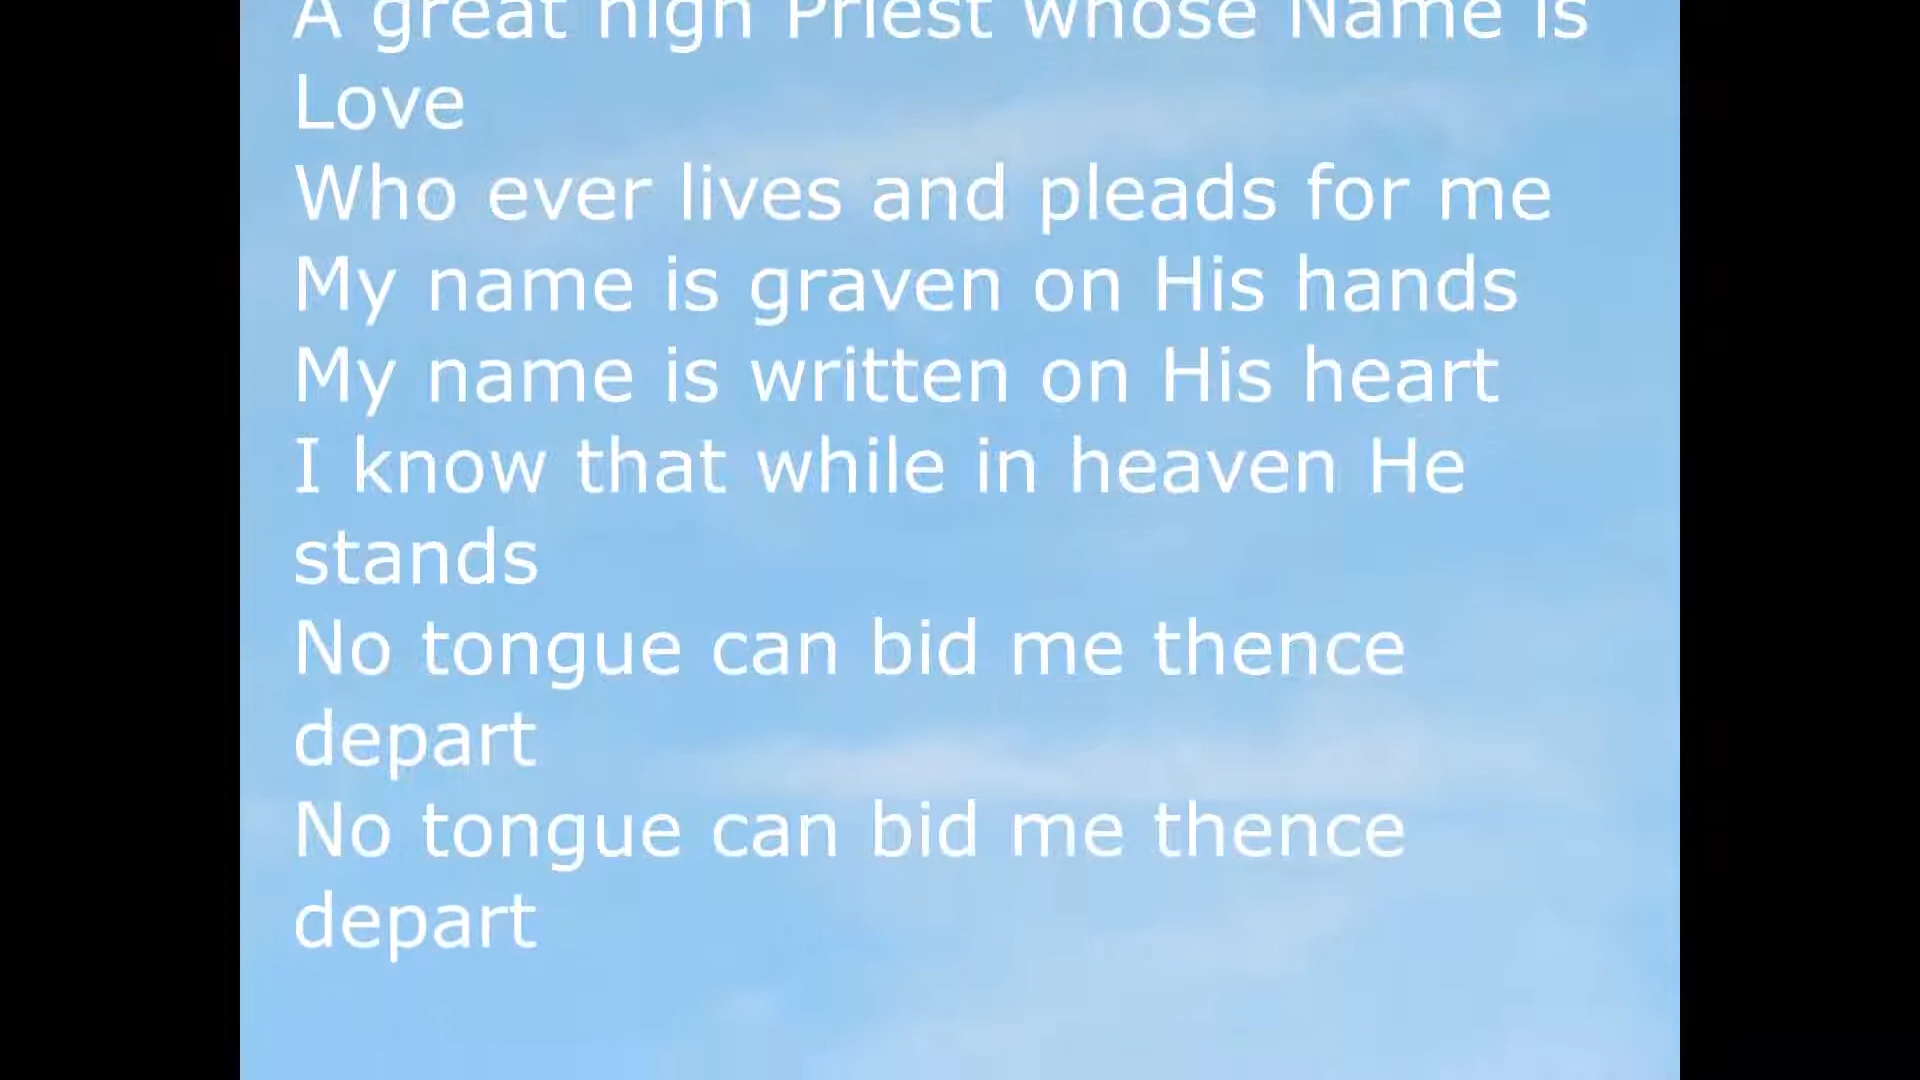 A great high Priest whose Name is
Love
Who ever lives and pleads for me
My name is graven on His hands
My name is written on His heart
I know that while in heaven He
stands
No tongue can bid me thence
depart
No tongue can bid me thence
depart